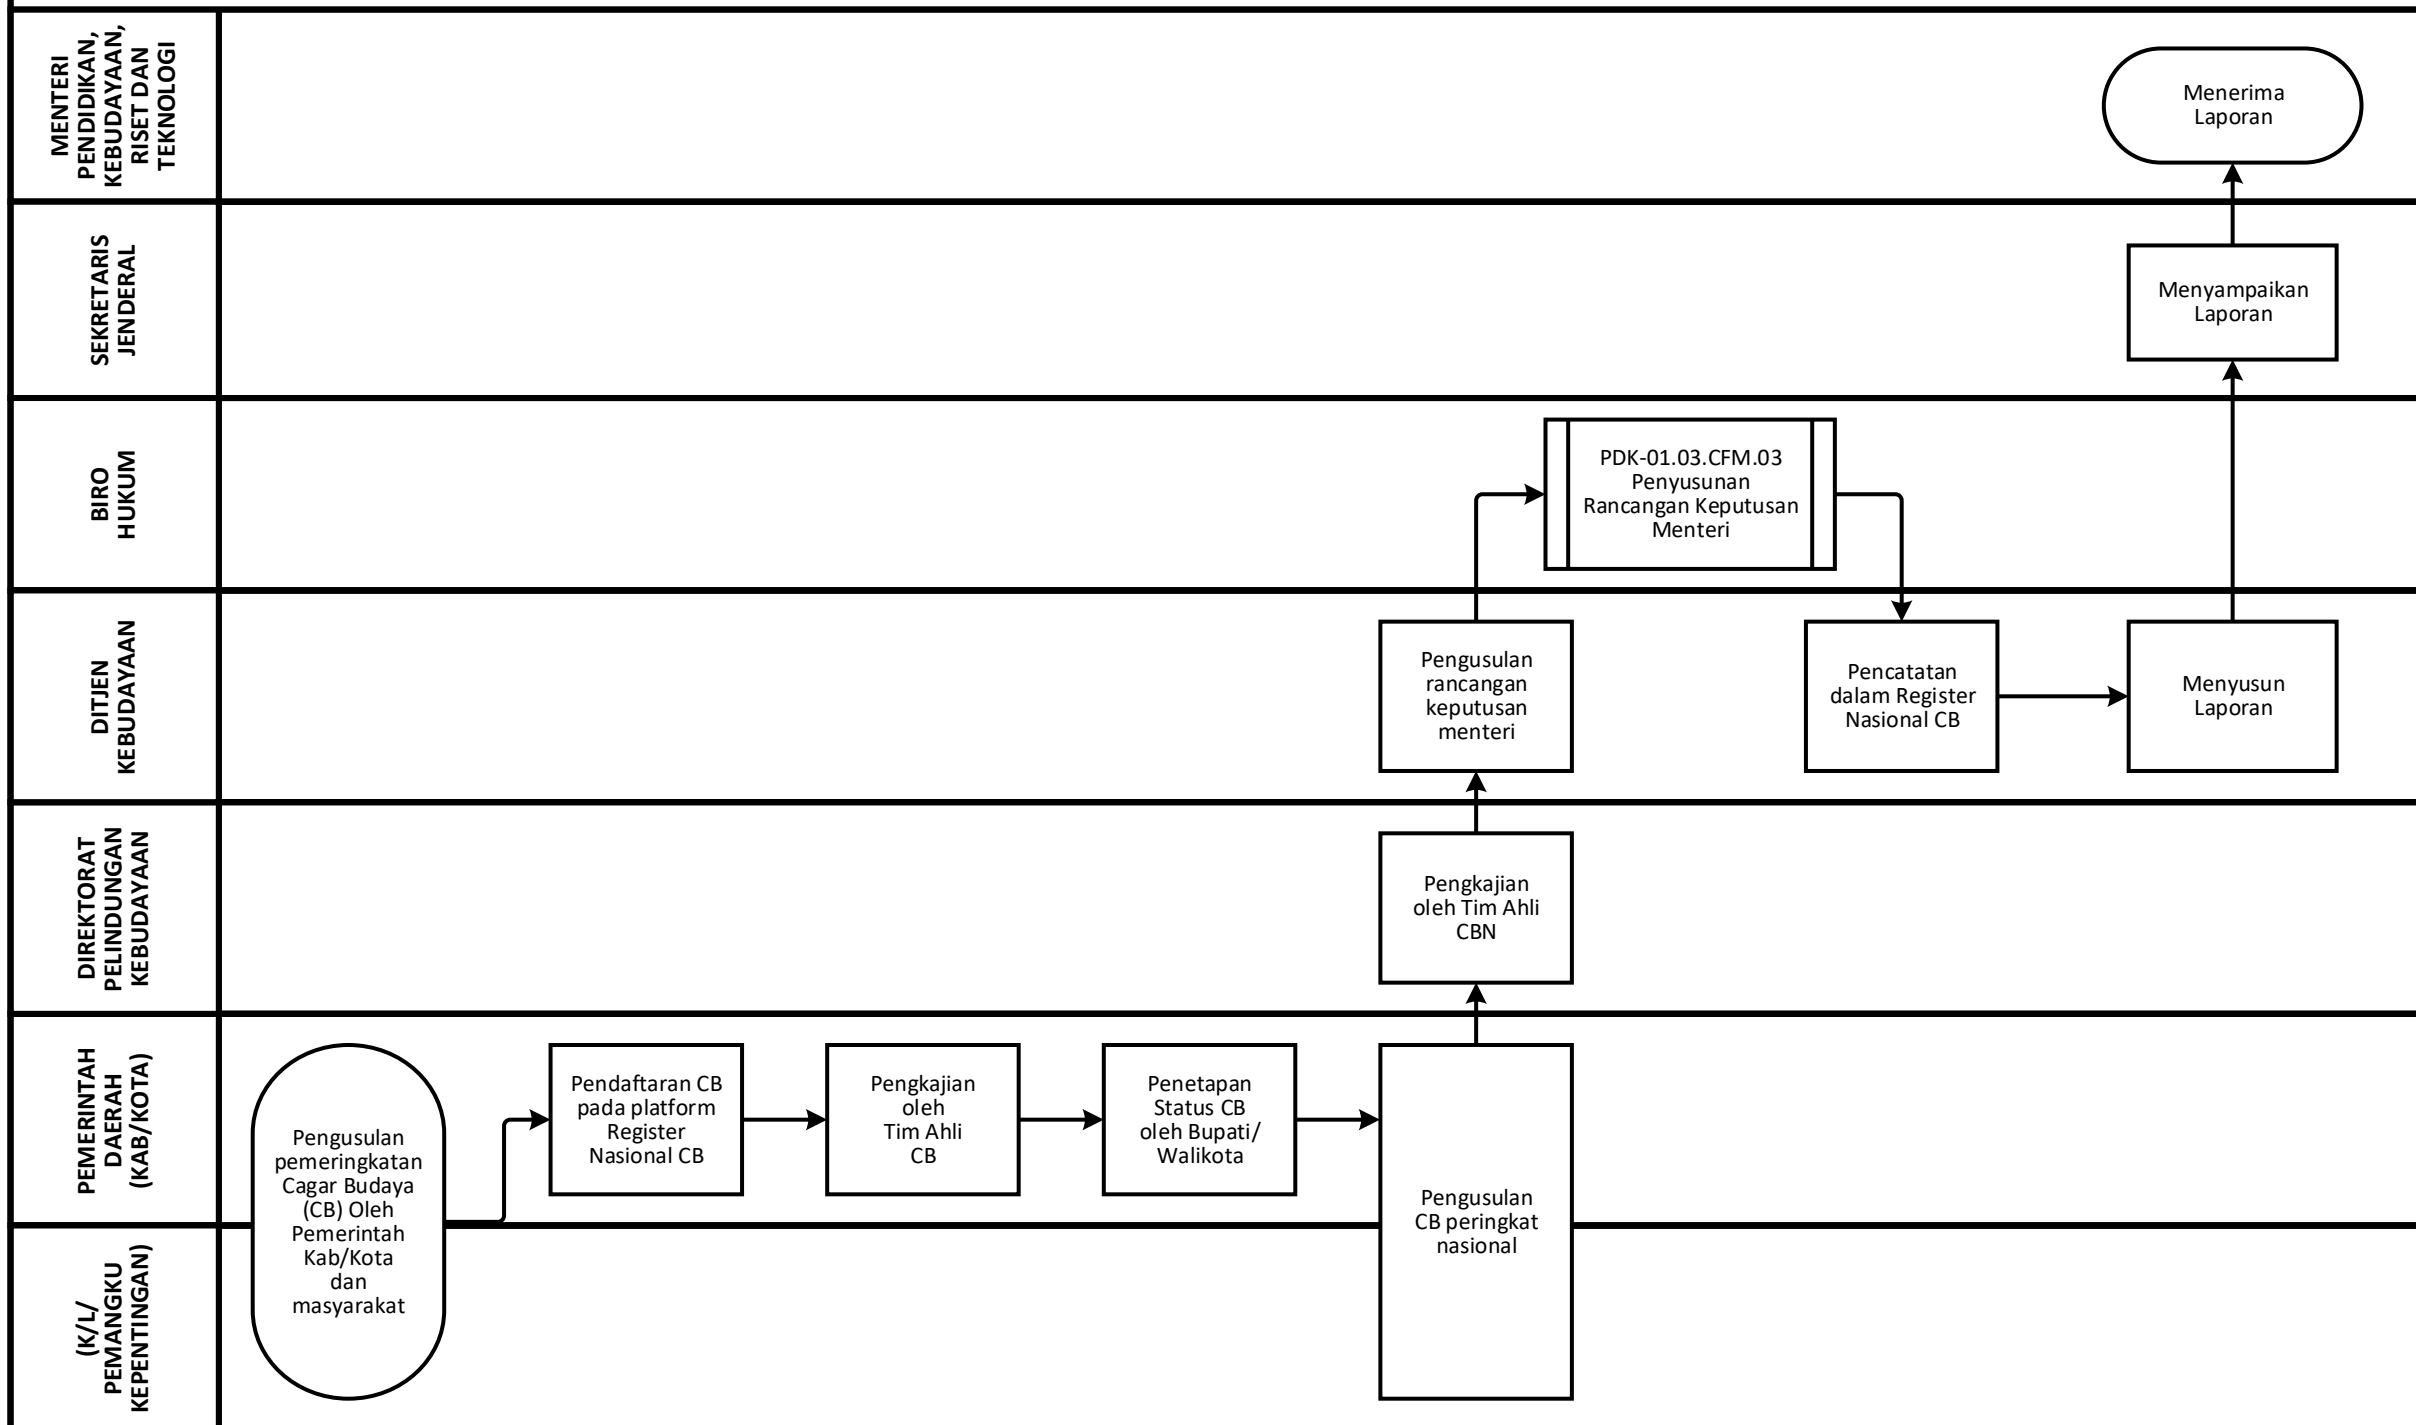 MENTERI
PENDIDIKAN,
KEBUDAYAAN,
RISET DAN
TEKNOLOGI
Menerima
Laporan
SEKRETARIS
JENDERAL
Menyampaikan
Laporan
BIRO
HUKUM
PDK-01.03.CFM.03
Penyusunan
Rancangan Keputusan
Menteri
DITJEN
KEBUDAYAAN
Pengusulan
rancangan
keputusan
menteri
Pencatatan
dalam Register
Nasional CB
Menyusun
Laporan
DIREKTORAT
PELINDUNGAN
KEBUDAYAAN
Pengkajian
oleh Tim Ahli
CBN
PEMERINTAH
DAERAH
(KAB/KOTA)
Pengusulan
pemeringkatan
Cagar Budaya
(CB) Oleh
Pemerintah
Kab/Kota
dan
masyarakat
Pendaftaran CB
pada platform
Register
Nasional CB
Pengkajian
oleh
Tim Ahli
CB
Penetapan
Status CB
oleh Bupati/
Walikota
Pengusulan
CB peringkat
nasional
(K/L/
PEMANGKU
KEPENTINGAN)